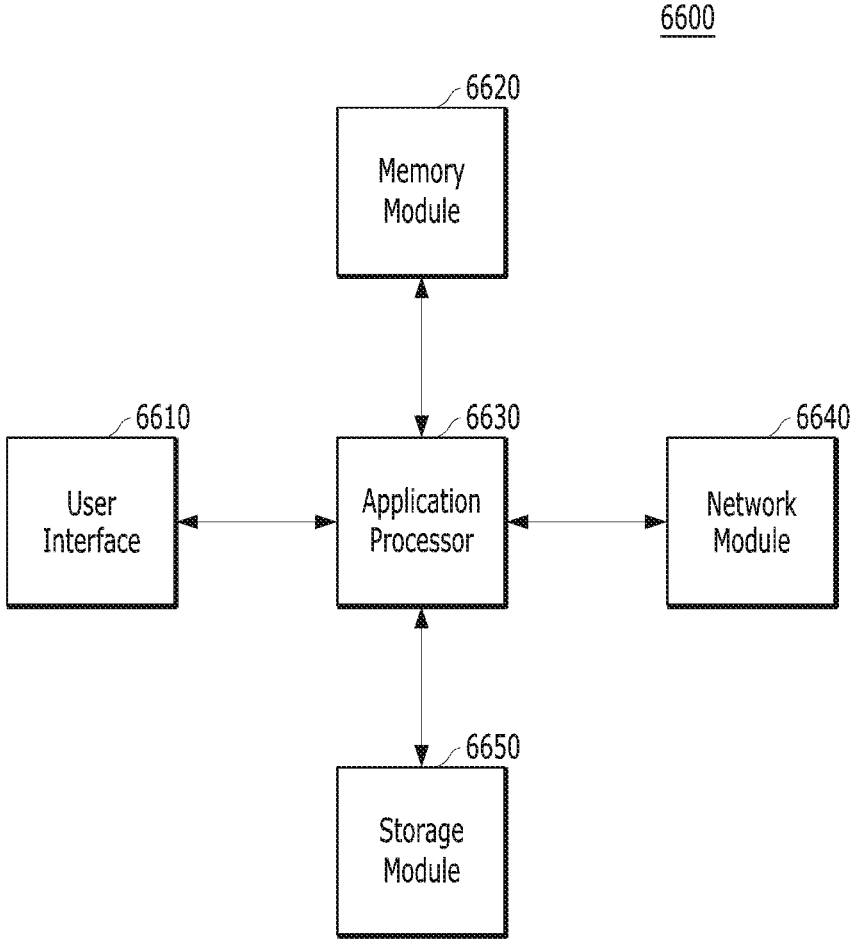 6600
6620
Memory
Module
6610
User
Interface
6630
Application
Processor
6640
Network
Module
6650
Storage
Module